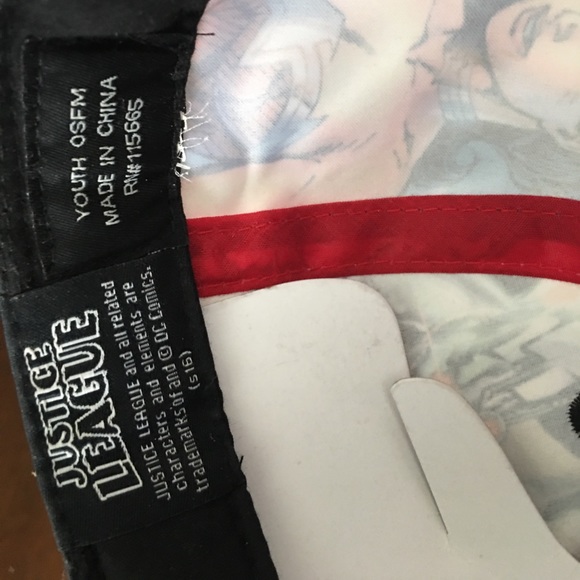 YOUTH OSFM
MADE IN CHINA
RN#115665
JUSTICE
LEAGUE
JUSTICE LEAGUE and all related
characters and elements are
trademarks of and © DC Comics.
(s16)